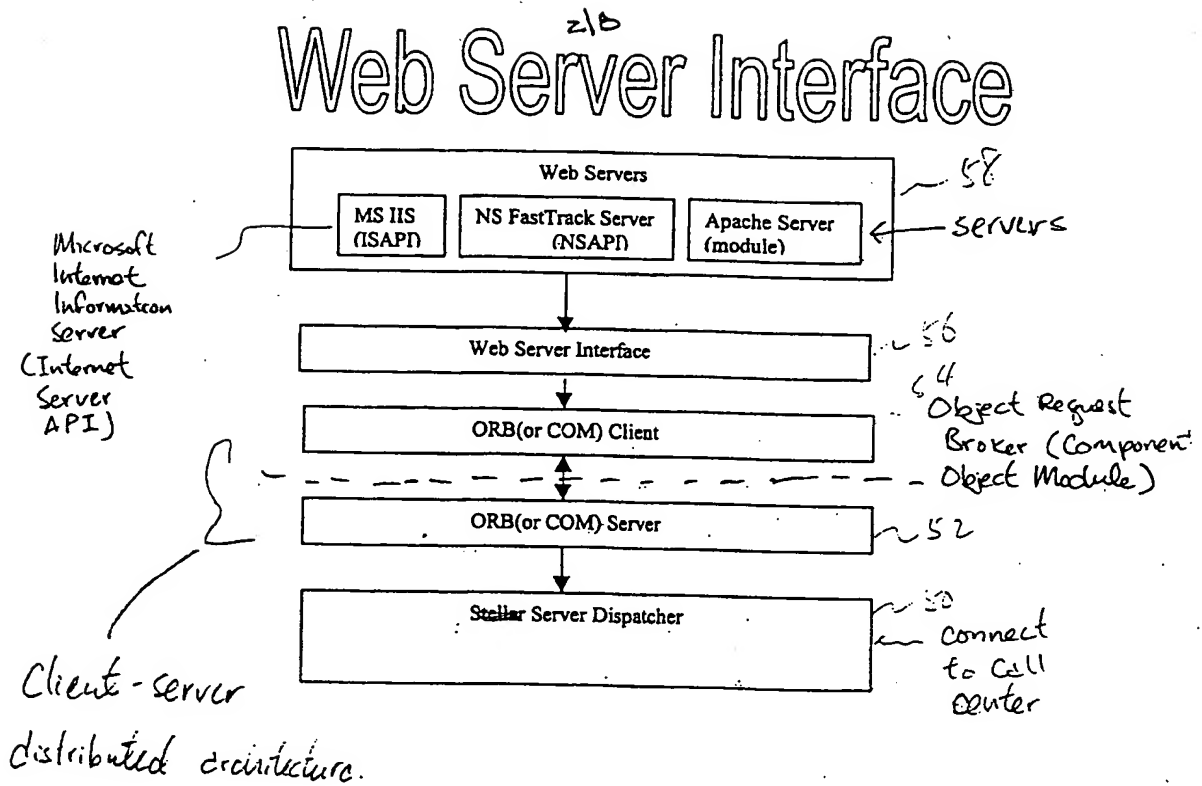 2/8
Web Server Interface
Web Servers
58
MS IIS
(ISAPI)
NS FastTrack Server
(NSAPI)
Apache Server
(module)
servers
Microsoft
Internet
Information
Server
(Internet
Server
API)
Web Server Interface
56
54
ORB(or COM) Client
Object Request
Broker (Component
Object Module)
ORB(or COM) Server
52
Stellar Server Dispatcher
50
connect
to Call
center
Client-server
distributed architecture.